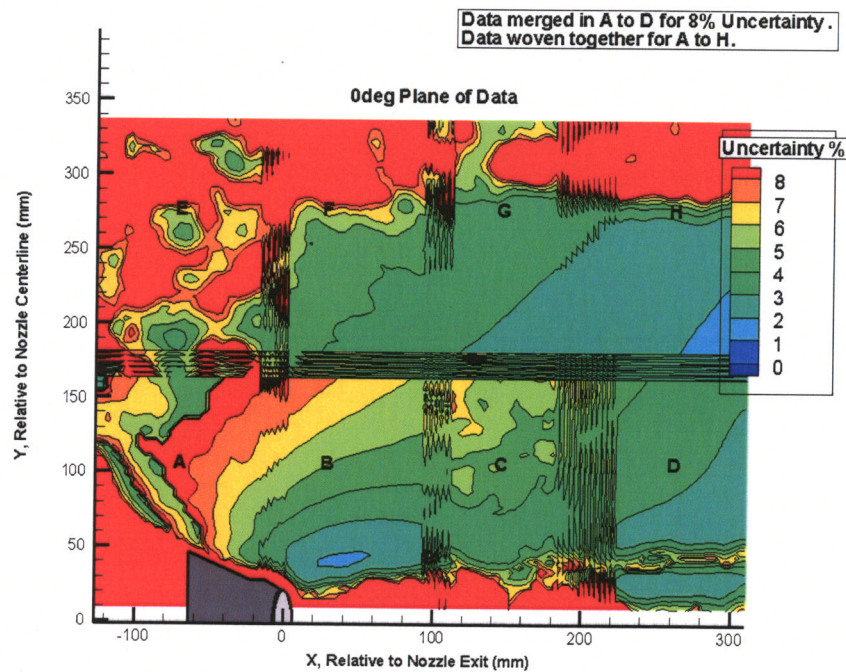 Data merged in A to D for 8% Uncertainty .
Data woven together for A to H.
0deg Plane of Data
Uncertainty %
8
7
6
5
4
3
2
1
0
350
300
250
200
150
100
50
0
Y, Relative to Nozzle Centerline (mm)
E
F
G
H
A
B
C
D
-100
0
100
200
300
X, Relative to Nozzle Exit (mm)